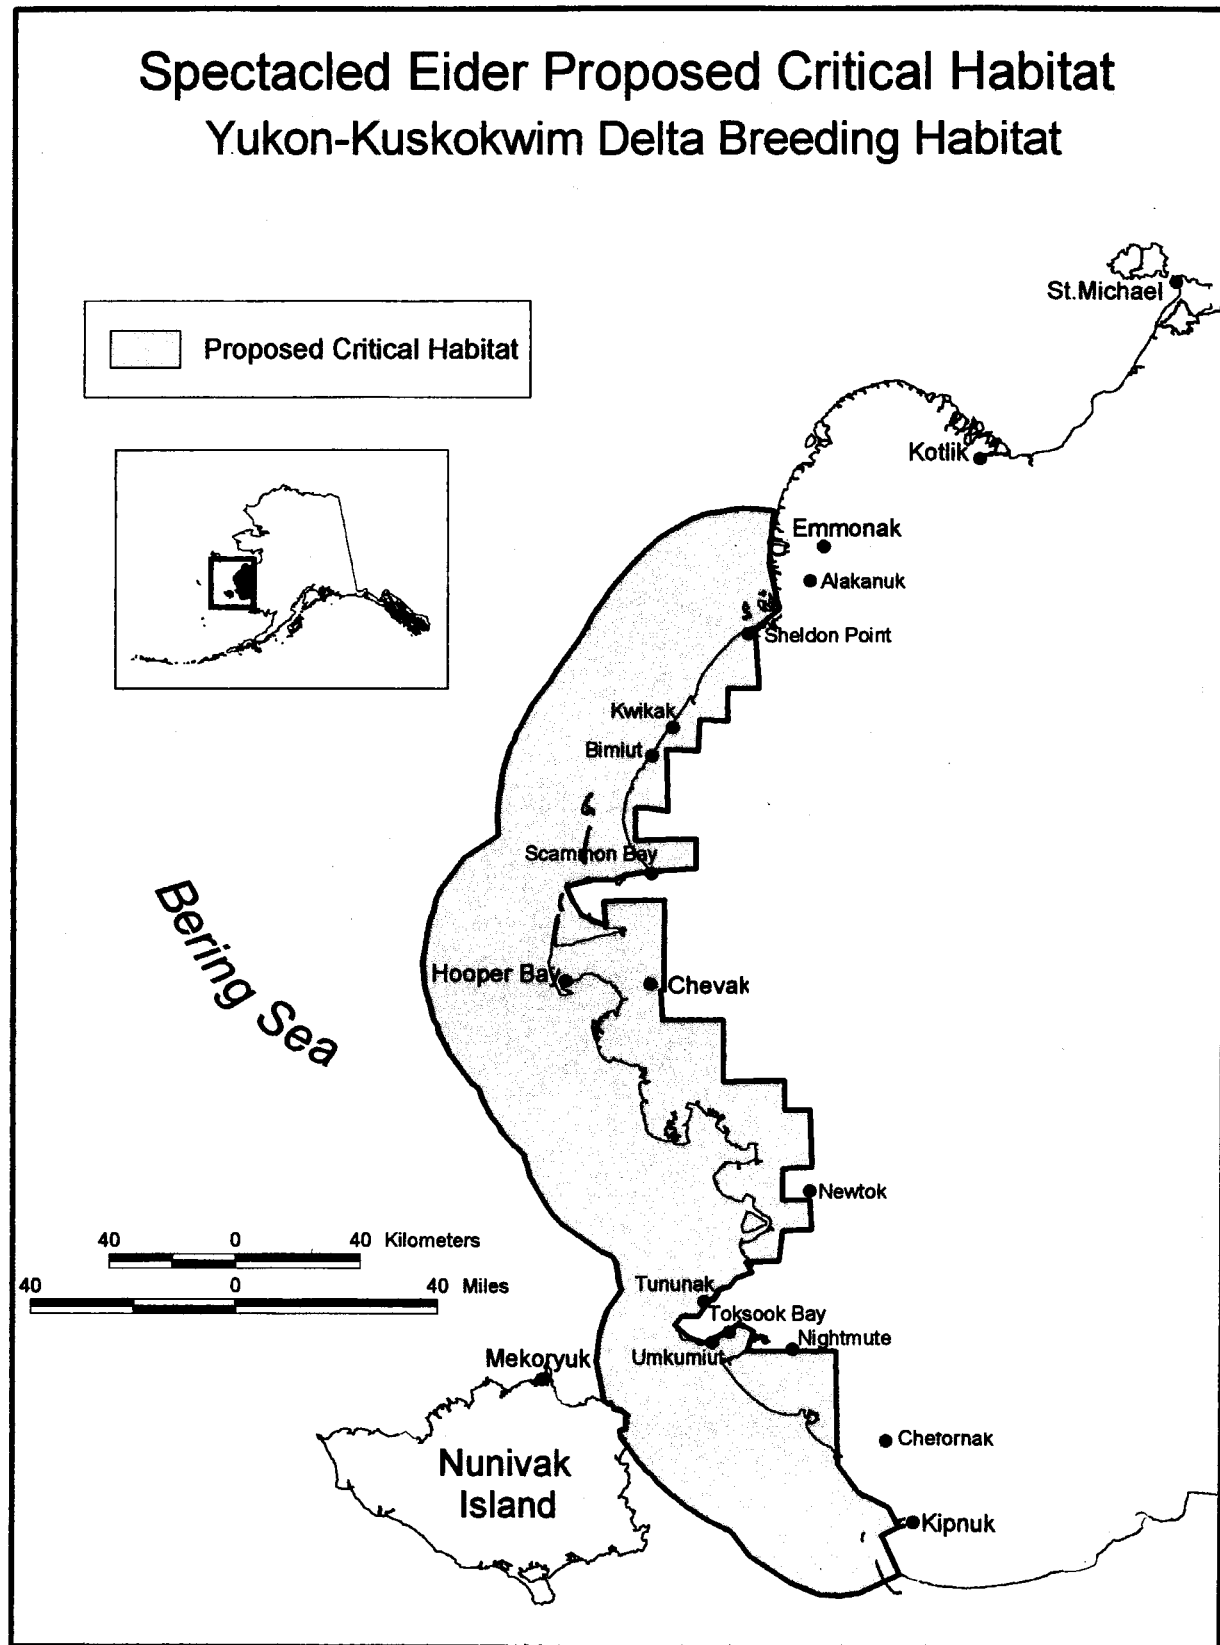 Spectacled Eider Proposed Critical Habitat
Yukon-Kuskokwim Delta Breeding Habitat
St.Michael
Proposed Critical Habitat
Kotlik
Emmonak
Alakanuk
Sheldon Point
Kwikak
Bimiut
Scammon Bay
Bering Sea
Hooper Bay
Chevak
Newtok
40 0 40 Kilometers
40 0 40 Miles
Tununak
Toksook Bay
Nightmute
Umkumiut
Mekoryuk
Chefornak
Nunivak
Island
Kipnuk